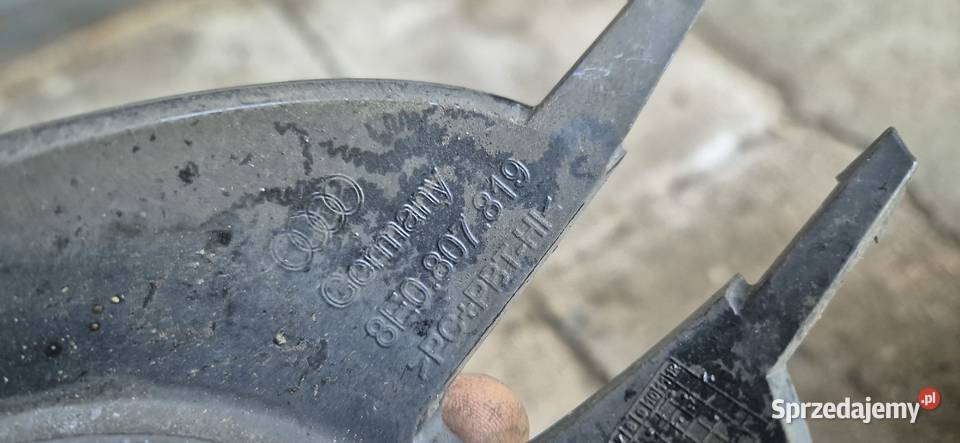 Germany
8E0.807.819
>PC+PBT-HI<
Sprzedajemy.pl